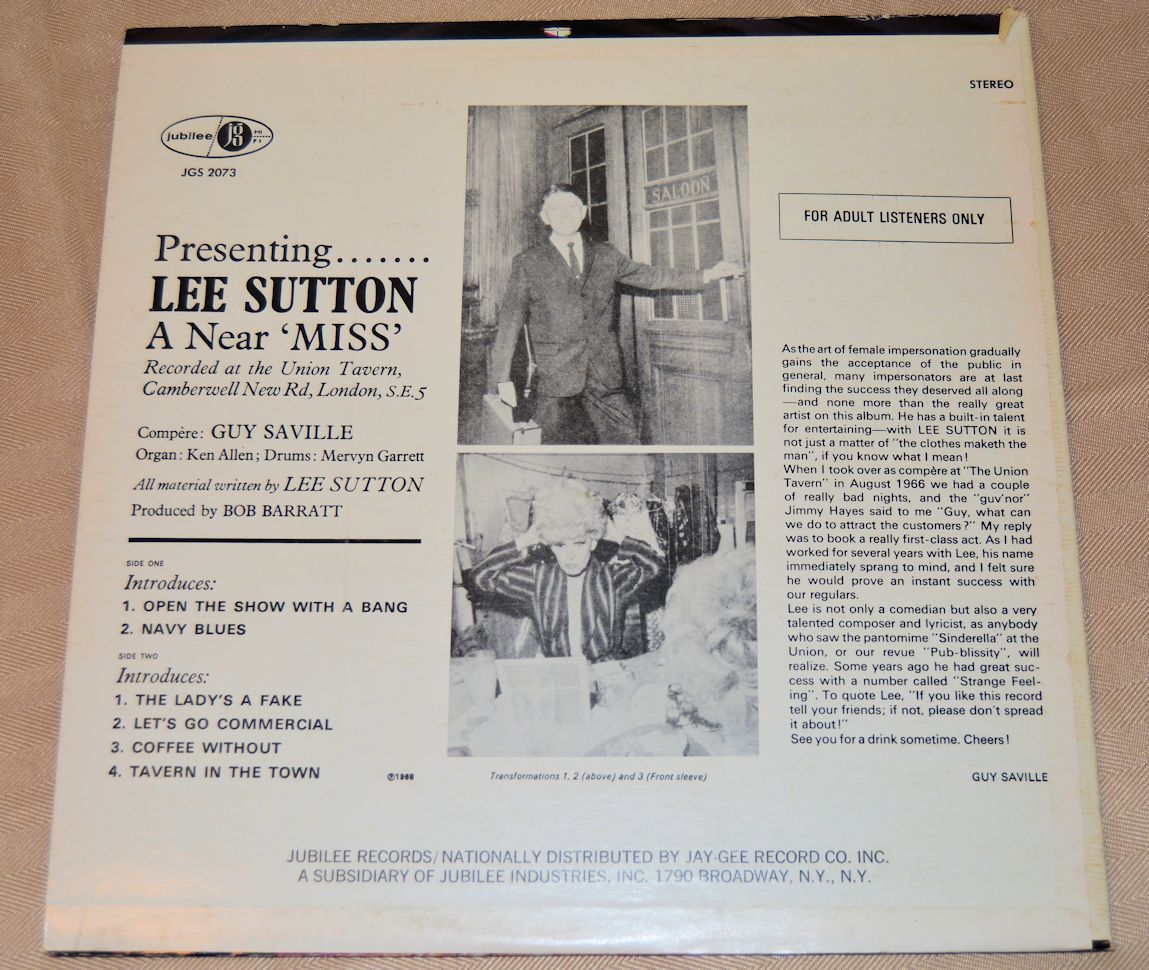 STEREO
jubilee jg HI FI
JGS 2073
Presenting.......
LEE SUTTON
A Near ‘MISS’
Recorded at the Union Tavern,
Camberwell New Rd, London, S.E.5
Compère: GUY SAVILLE
Organ: Ken Allen; Drums: Mervyn Garrett
All material written by LEE SUTTON
Produced by BOB BARRATT
SIDE ONE
Introduces:
1. OPEN THE SHOW WITH A BANG
2. NAVY BLUES
SIDE TWO
Introduces:
1. THE LADY'S A FAKE
2. LET'S GO COMMERCIAL
3. COFFEE WITHOUT
4. TAVERN IN THE TOWN
℗1968
SALOON
Transformations 1, 2 (above) and 3 (Front sleeve)
FOR ADULT LISTENERS ONLY
As the art of female impersonation gradually
gains the acceptance of the public in
general, many impersonators are at last
finding the success they deserved all along
—and none more than the really great
artist on this album. He has a built-in talent
for entertaining—with LEE SUTTON it is
not just a matter of "the clothes maketh the
man", if you know what I mean!
When I took over as compère at "The Union
Tavern" in August 1966 we had a couple
of really bad nights, and the "guv'nor"
Jimmy Hayes said to me "Guy, what can
we do to attract the customers?" My reply
was to book a really first-class act. As I had
worked for several years with Lee, his name
immediately sprang to mind, and I felt sure
he would prove an instant success with
our regulars.
Lee is not only a comedian but also a very
talented composer and lyricist, as anybody
who saw the pantomime "Sinderella" at the
Union, or our revue "Pub-blissity", will
realize. Some years ago he had great suc-
cess with a number called "Strange Feel-
ing". To quote Lee, "If you like this record
tell your friends; if not, please don't spread
it about!"
See you for a drink sometime. Cheers!
GUY SAVILLE
JUBILEE RECORDS/NATIONALLY DISTRIBUTED BY JAY-GEE RECORD CO. INC.
A SUBSIDIARY OF JUBILEE INDUSTRIES, INC. 1790 BROADWAY, N.Y., N.Y.